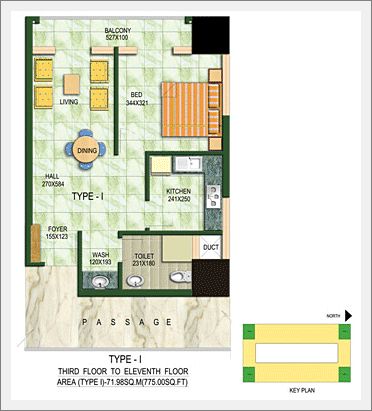 BALCONY
527X100
LIVING
BED
344X321
DINING
TYPE - I
HALL
270X584
KITCHEN
241X250
FOYER
155X123
WASH
120X193
TOILET
231X180
DUCT
PASSAGE
TYPE - I
THIRD FLOOR TO ELEVENTH FLOOR
AREA (TYPE I)-71.98SQ.M(775.00SQ.FT)
NORTH
KEY PLAN